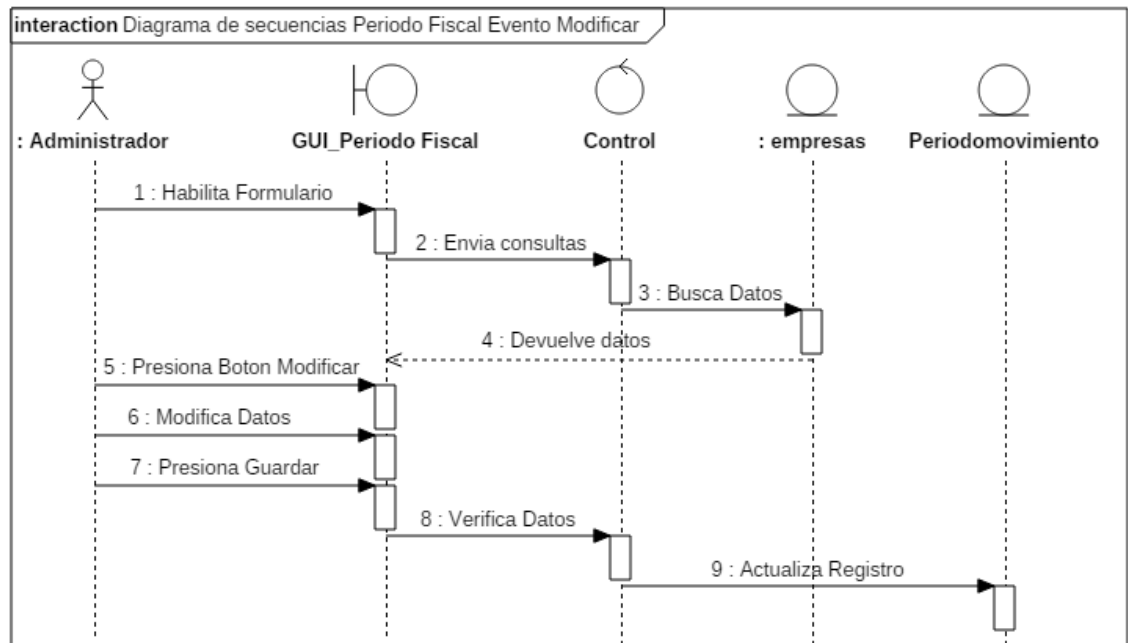 interaction Diagrama de secuencias Periodo Fiscal Evento Modificar
: Administrador
GUI_Periodo Fiscal
Control
: empresas
Periodomovimiento
1 : Habilita Formulario
2 : Envia consultas
3 : Busca Datos
4 : Devuelve datos
5 : Presiona Boton Modificar
6 : Modifica Datos
7 : Presiona Guardar
8 : Verifica Datos
9 : Actualiza Registro